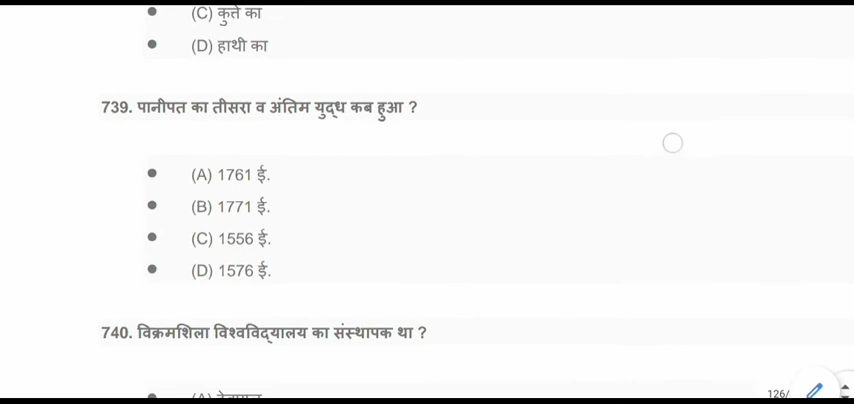 (C) कुत्ते का
(D) हाथी का
739. पानीपत का तीसरा व अंतिम युद्ध कब हुआ ?
(A) 1761 ई.
(B) 1771 ई.
(C) 1556 ई.
(D) 1576 ई.
740. विक्रमशिला विश्वविद्यालय का संस्थापक था ?
126/